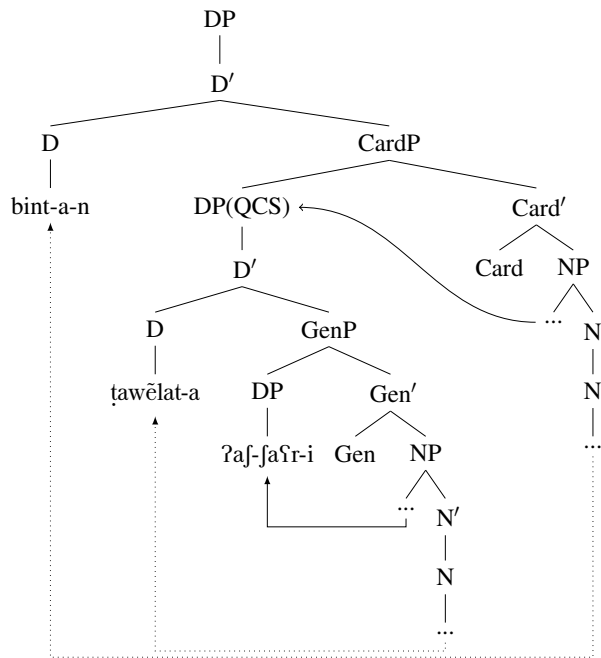 DP
D′
D CardP
bint-a-n DP(QCS) Card′
D′ Card NP
D GenP ... N
ṭawẽlat-a DP Gen′ N
ʔaʃ-ʃaʕr-i Gen NP ...
... N′
N
...